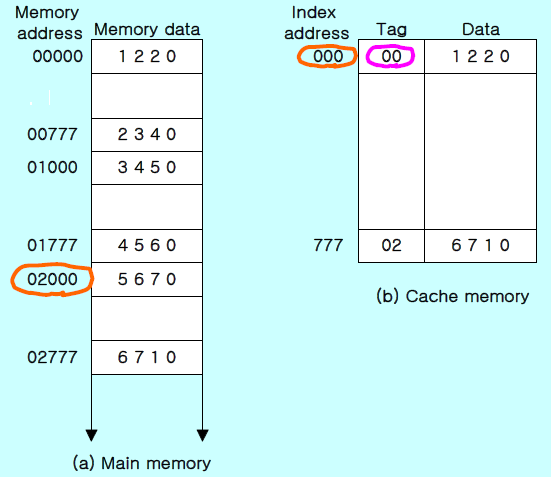 Memory address Memory data
00000 1 2 2 0
00777 2 3 4 0
01000 3 4 5 0
01777 4 5 6 0
02000 5 6 7 0
02777 6 7 1 0
(a) Main memory
Index address Tag Data
000 00 1 2 2 0
777 02 6 7 1 0
(b) Cache memory